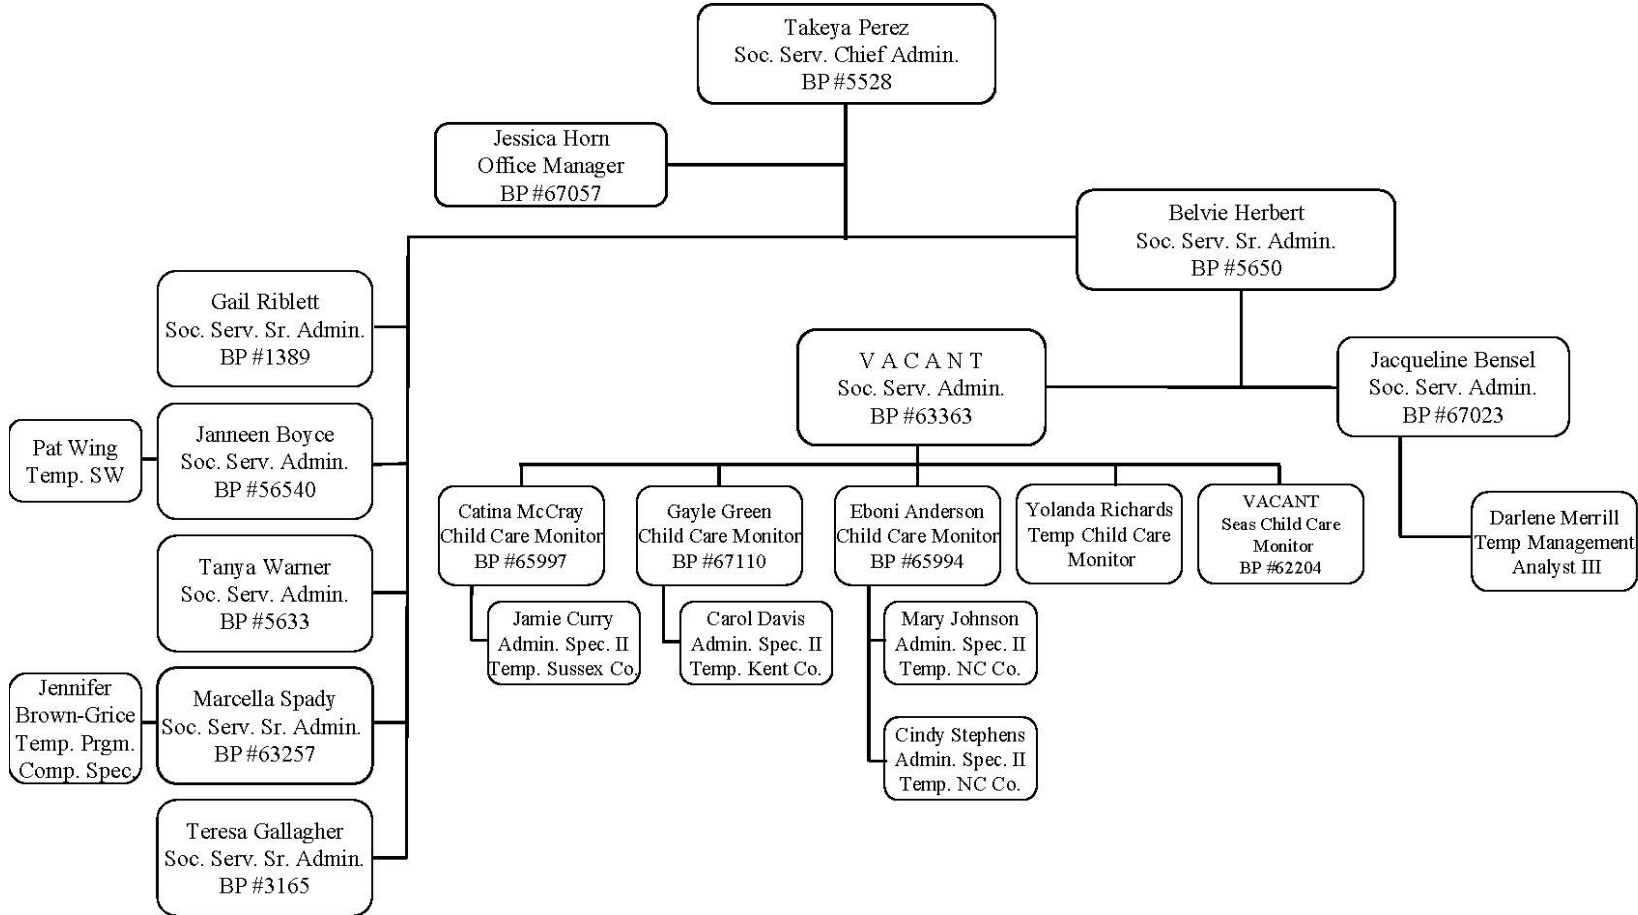 Takeya Perez
Soc. Serv. Chief Admin.
BP #5528
Jessica Horn
Office Manager
BP #67057
Belvie Herbert
Soc. Serv. Sr. Admin.
BP #5650
Gail Riblett
Soc. Serv. Sr. Admin.
BP #1389
Pat Wing
Temp. SW
Janneen Boyce
Soc. Serv. Admin.
BP #56540
Tanya Warner
Soc. Serv. Admin.
BP #5633
Jennifer
Brown-Grice
Temp. Prgm.
Comp. Spec.
Marcella Spady
Soc. Serv. Sr. Admin.
BP #63257
Teresa Gallagher
Soc. Serv. Sr. Admin.
BP #3165
V A C A N T
Soc. Serv. Admin.
BP #63363
Jacqueline Bensel
Soc. Serv. Admin.
BP #67023
Catina McCray
Child Care Monitor
BP #65997
Gayle Green
Child Care Monitor
BP #67110
Eboni Anderson
Child Care Monitor
BP #65994
Yolanda Richards
Temp Child Care
Monitor
VACANT
Seas Child Care
Monitor
BP #62204
Darlene Merrill
Temp Management
Analyst III
Jamie Curry
Admin. Spec. II
Temp. Sussex Co.
Carol Davis
Admin. Spec. II
Temp. Kent Co.
Mary Johnson
Admin. Spec. II
Temp. NC Co.
Cindy Stephens
Admin. Spec. II
Temp. NC Co.